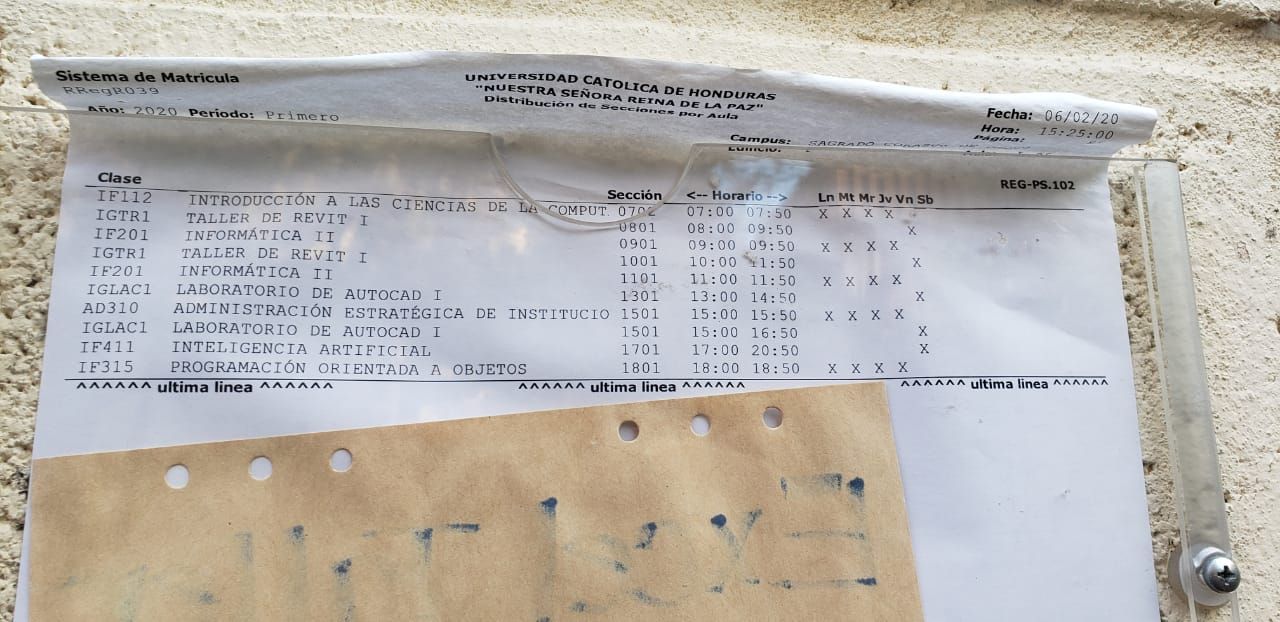 Sistema de Matricula
RRegR039
UNIVERSIDAD CATOLICA DE HONDURAS
"NUESTRA SEÑORA REINA DE LA PAZ"
Distribución de Secciones por Aula
Año: 2020 Período: Primero
Fecha: 06/02/20
Hora: 15:25:00
Página:
Campus: SAGRADO
Edificio:
REG-PS.102
Clase Sección <-- Horario --> Ln Mt Mr Jv Vn Sb
IF112 INTRODUCCIÓN A LAS CIENCIAS DE LA COMPUT 0702 07:00 07:50 X X X X
IGTR1 TALLER DE REVIT I 0801 08:00 09:50 X
IF201 INFORMÁTICA II 0901 09:00 09:50 X X X X
IGTR1 TALLER DE REVIT I 1001 10:00 11:50 X
IF201 INFORMÁTICA II 1101 11:00 11:50 X X X X
IGLAC1 LABORATORIO DE AUTOCAD I 1301 13:00 14:50 X
AD310 ADMINISTRACIÓN ESTRATÉGICA DE INSTITUCIO 1501 15:00 15:50 X X X X
IGLAC1 LABORATORIO DE AUTOCAD I 1501 15:00 16:50 X
IF411 INTELIGENCIA ARTIFICIAL 1701 17:00 20:50 X
IF315 PROGRAMACIÓN ORIENTADA A OBJETOS 1801 18:00 18:50 X X X X
^^^^^^ ultima linea ^^^^^^ ^^^^^^ ultima linea ^^^^^^ ^^^^^^ ultima linea ^^^^^^